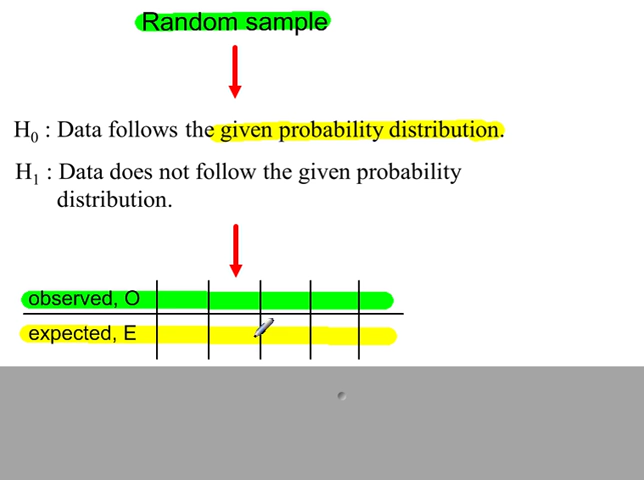 Random sample
H₀ : Data follows the given probability distribution.
H₁ : Data does not follow the given probability
distribution.
observed, O
expected, E